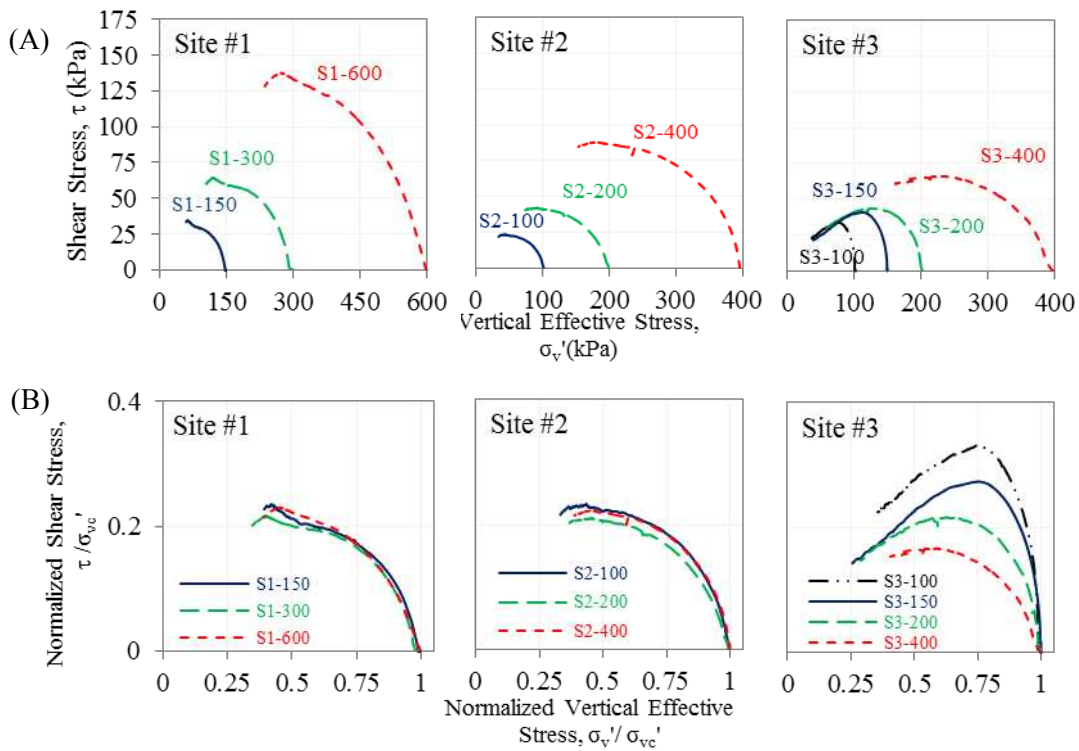 (A)
Shear Stress, τ (kPa)
175
150
125
100
75
50
25
0
Site #1
S1-600
S1-300
S1-150
0 150 300 450 600
Site #2
S2-400
S2-200
S2-100
0 100 200 300 400
Site #3
S3-400
S3-150
S3-200
S3-100
0 100 200 300 400
Vertical Effective Stress,
σv'(kPa)
(B)
Normalized Shear Stress,
τ /σvc'
0.4
0.2
0
Site #1
S1-150
S1-300
S1-600
0 0.25 0.5 0.75 1
Site #2
S2-100
S2-200
S2-400
0 0.25 0.5 0.75 1
Site #3
S3-100
S3-150
S3-200
S3-400
0 0.25 0.5 0.75 1
Normalized Vertical Effective
Stress, σv'/ σvc'